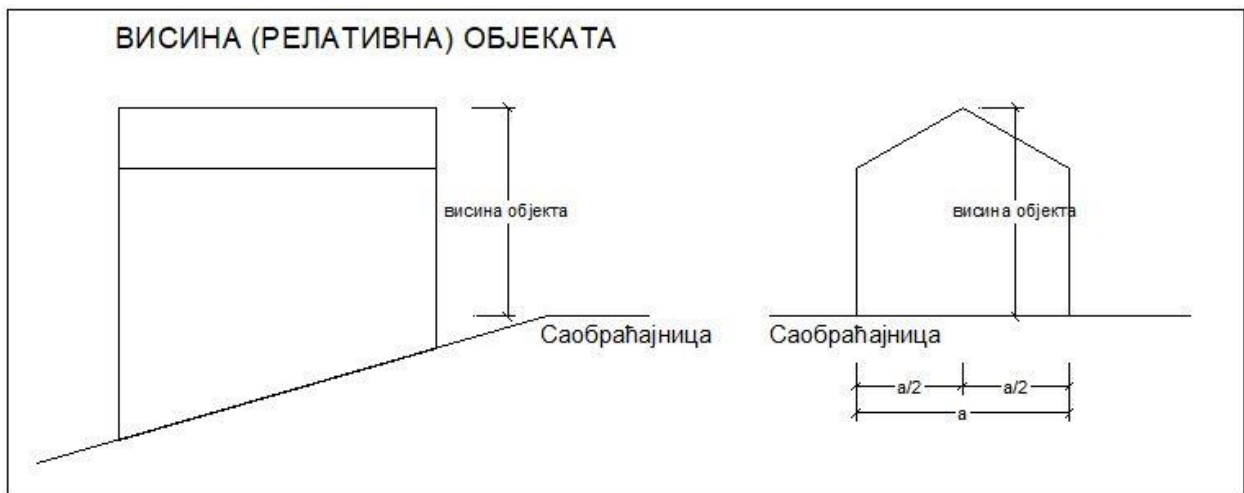 ВИСИНА (РЕЛАТИВНА) ОБЈЕКАТА
висина објекта
Саобраћајница
висина објекта
Саобраћајница
a/2
a/2
a